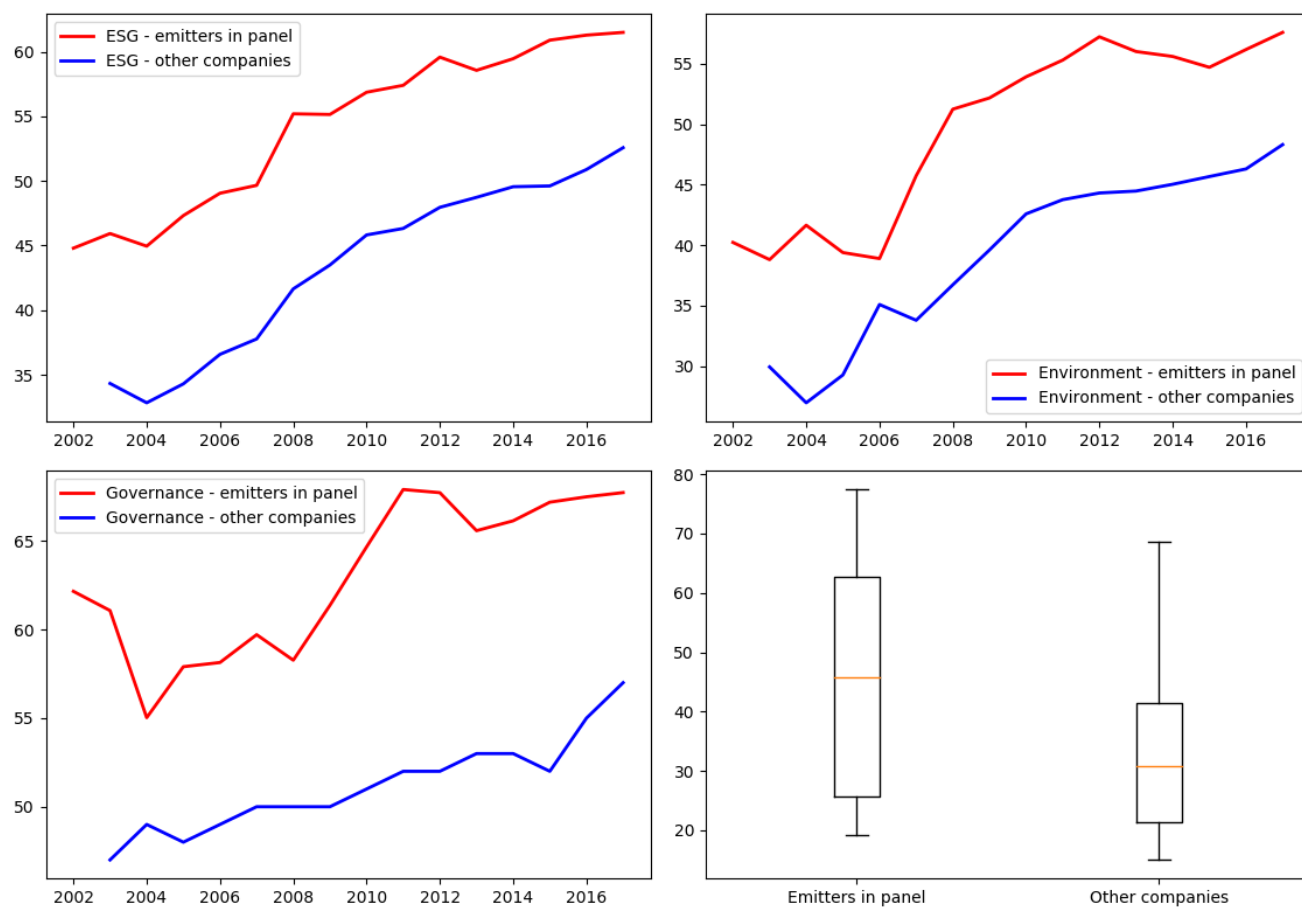 ESG - emitters in panel
ESG - other companies
60
55
50
45
40
35
2002 2004 2006 2008 2010 2012 2014 2016
Environment - emitters in panel
Environment - other companies
55
50
45
40
35
30
2002 2004 2006 2008 2010 2012 2014 2016
Governance - emitters in panel
Governance - other companies
65
60
55
50
2002 2004 2006 2008 2010 2012 2014 2016
80
70
60
50
40
30
20
Emitters in panel Other companies